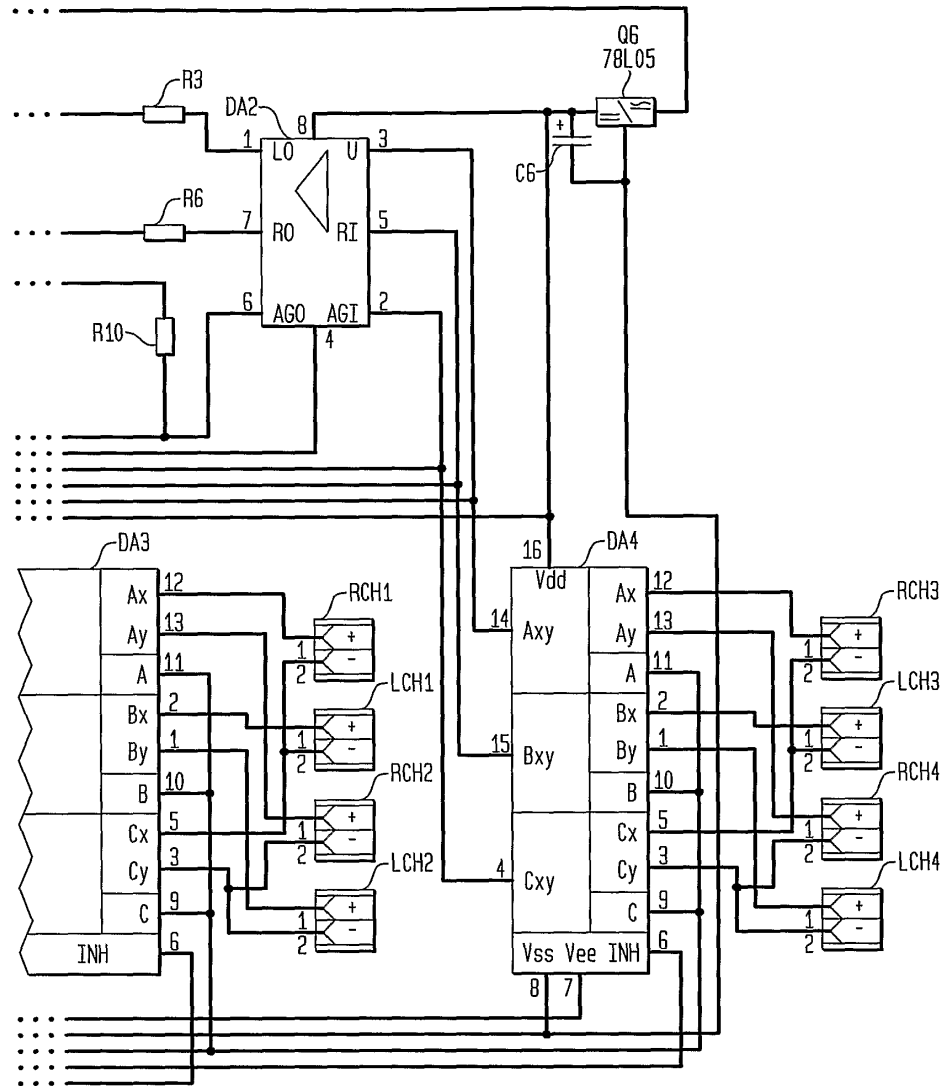 Q6
78L05
R3
DA2
8
1 LO U 3
+
C6
R6
7 RO RI 5
6 AGO AGI 2
4
R10
DA3
16
DA4
Vdd
12
Ax
RCH1
+
1
-
2
13
Ay
11
A
LCH1
2
Bx
+
1
-
2
1
By
RCH2
10
B
+
1
-
2
5
Cx
3
Cy
LCH2
+
1
-
2
9
C
6
INH
14 Axy
15 Bxy
4 Cxy
12
Ax
RCH3
+
1
-
2
13
Ay
11
A
LCH3
2
Bx
+
1
-
2
1
By
RCH4
10
B
+
1
-
2
5
Cx
3
Cy
LCH4
+
1
-
2
9
C
6
Vss Vee INH
8 7